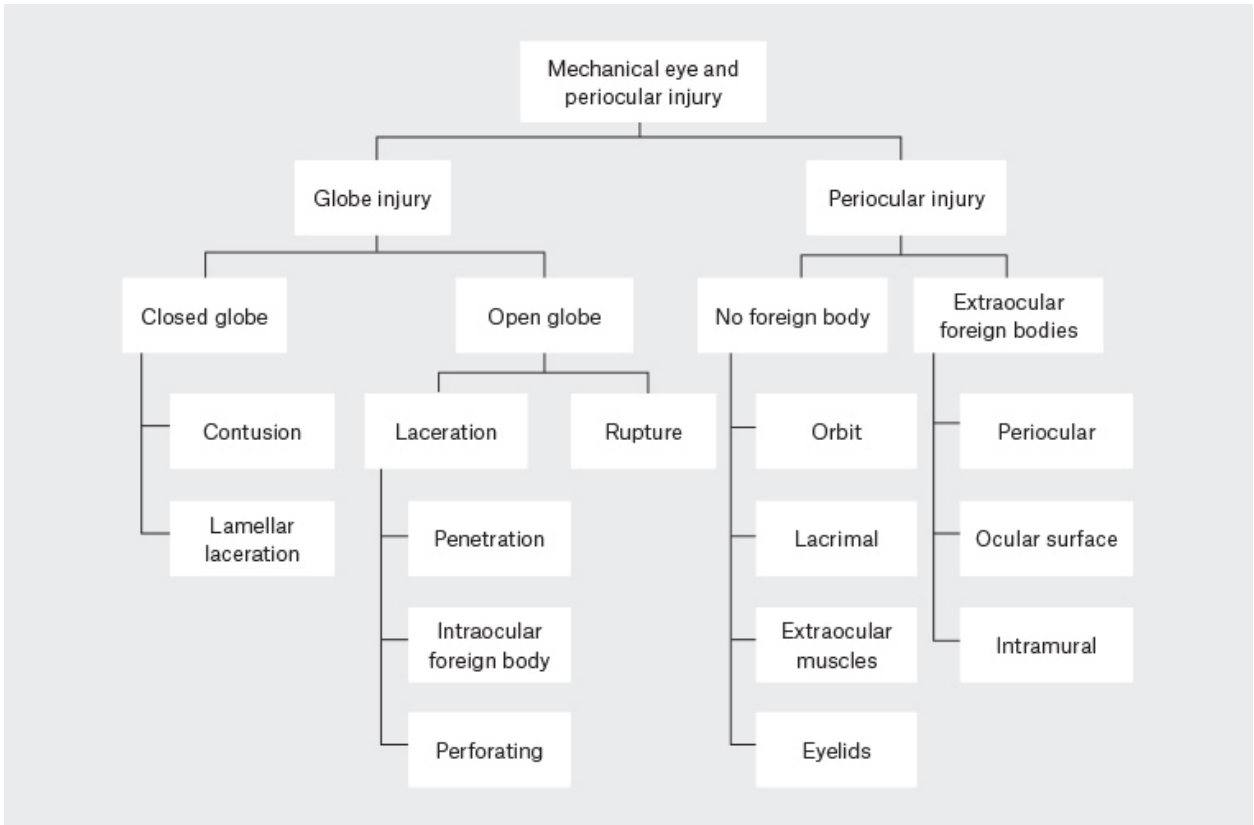 Mechanical eye and
periocular injury
Globe injury
Periocular injury
Closed globe
Open globe
No foreign body
Extraocular
foreign bodies
Contusion
Laceration
Rupture
Orbit
Periocular
Lamellar
laceration
Penetration
Lacrimal
Ocular surface
Intraocular
foreign body
Extraocular
muscles
Intramural
Perforating
Eyelids